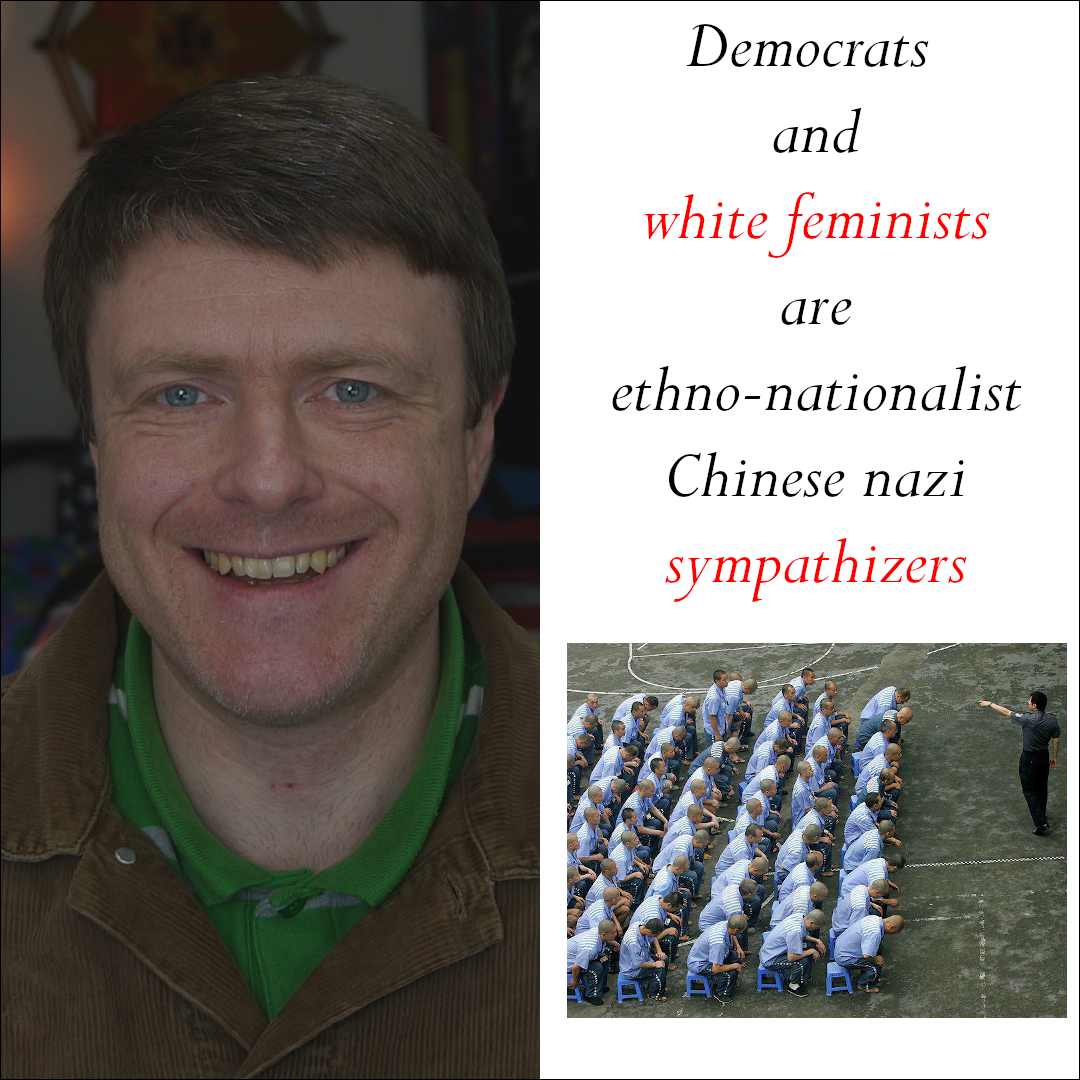 Democrats
and
white feminists
are
ethno-nationalist
Chinese nazi
sympathizers